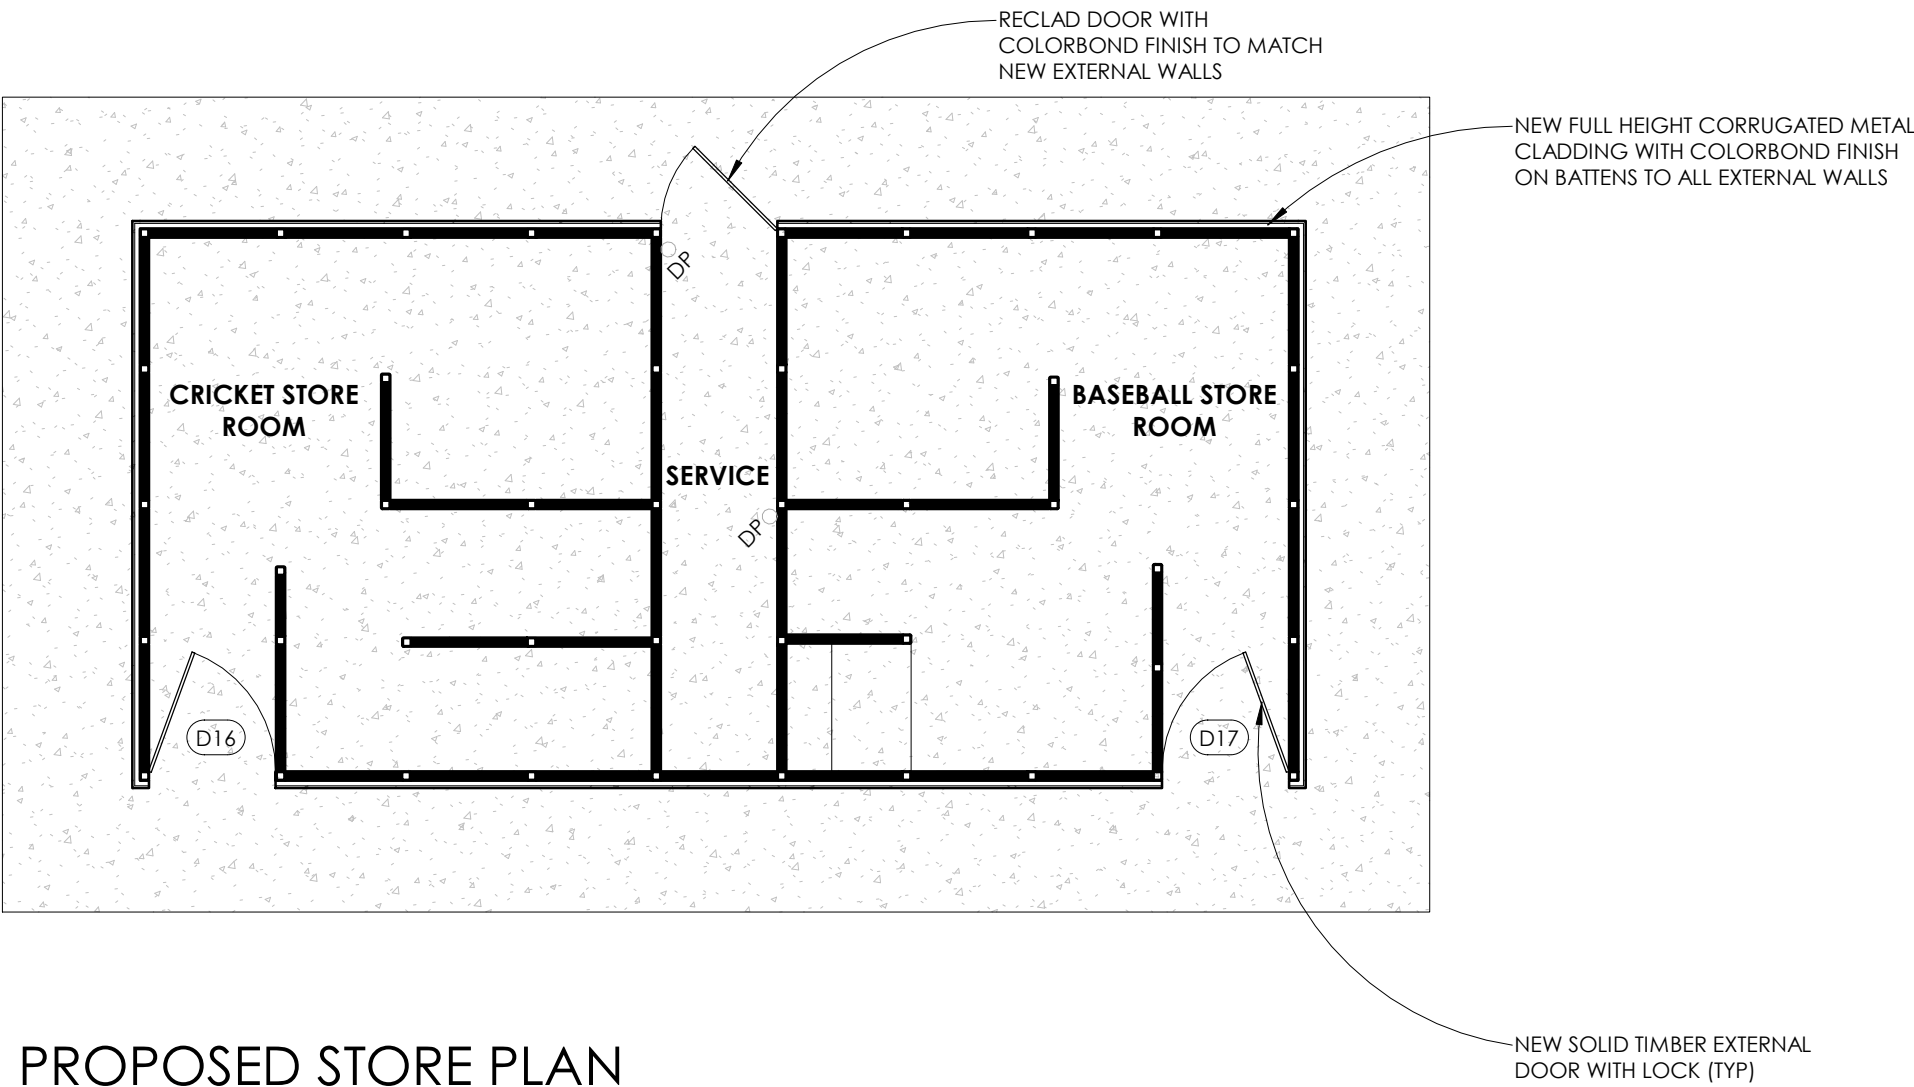 RECLAD DOOR WITH
COLORBOND FINISH TO MATCH
NEW EXTERNAL WALLS
NEW FULL HEIGHT CORRUGATED METAL
CLADDING WITH COLORBOND FINISH
ON BATTENS TO ALL EXTERNAL WALLS
DP
CRICKET STORE
ROOM
BASEBALL STORE
ROOM
SERVICE
DP
D16
D17
NEW SOLID TIMBER EXTERNAL
DOOR WITH LOCK (TYP)
PROPOSED STORE PLAN